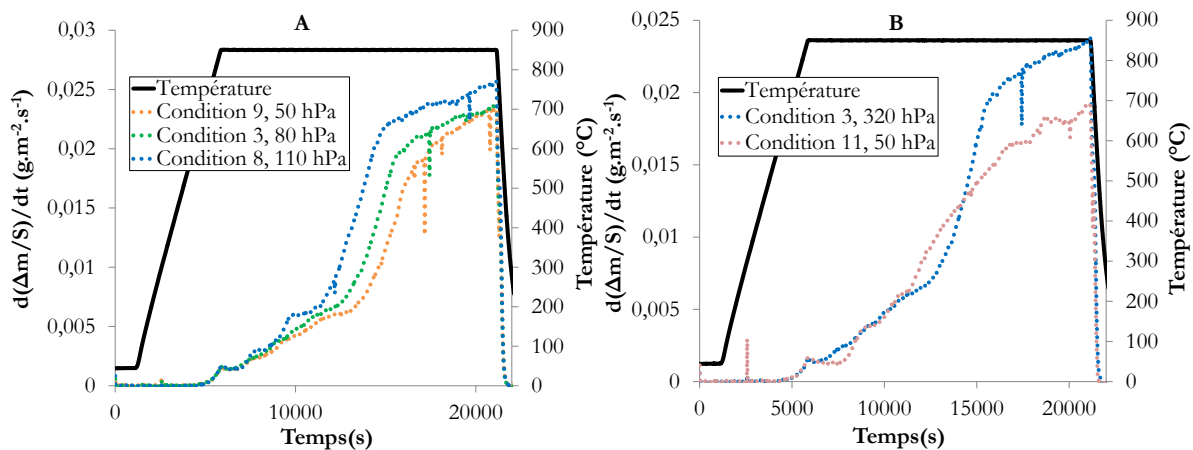 A
d(Δm/S)/dt (g.m⁻².s⁻¹)
0,03
0,025
0,02
0,015
0,01
0,005
0
Température
Condition 9, 50 hPa
Condition 3, 80 hPa
Condition 8, 110 hPa
900
800
700
600
500
400
300
200
100
0
Température (°C)
0
10000
20000
Temps(s)
B
d(Δm/S)/dt (g.m⁻².s⁻¹)
0,025
0,02
0,015
0,01
0,005
0
Température
Condition 3, 320 hPa
Condition 11, 50 hPa
900
800
700
600
500
400
300
200
100
0
Température (°C)
0
5000
10000
15000
20000
Temps(s)